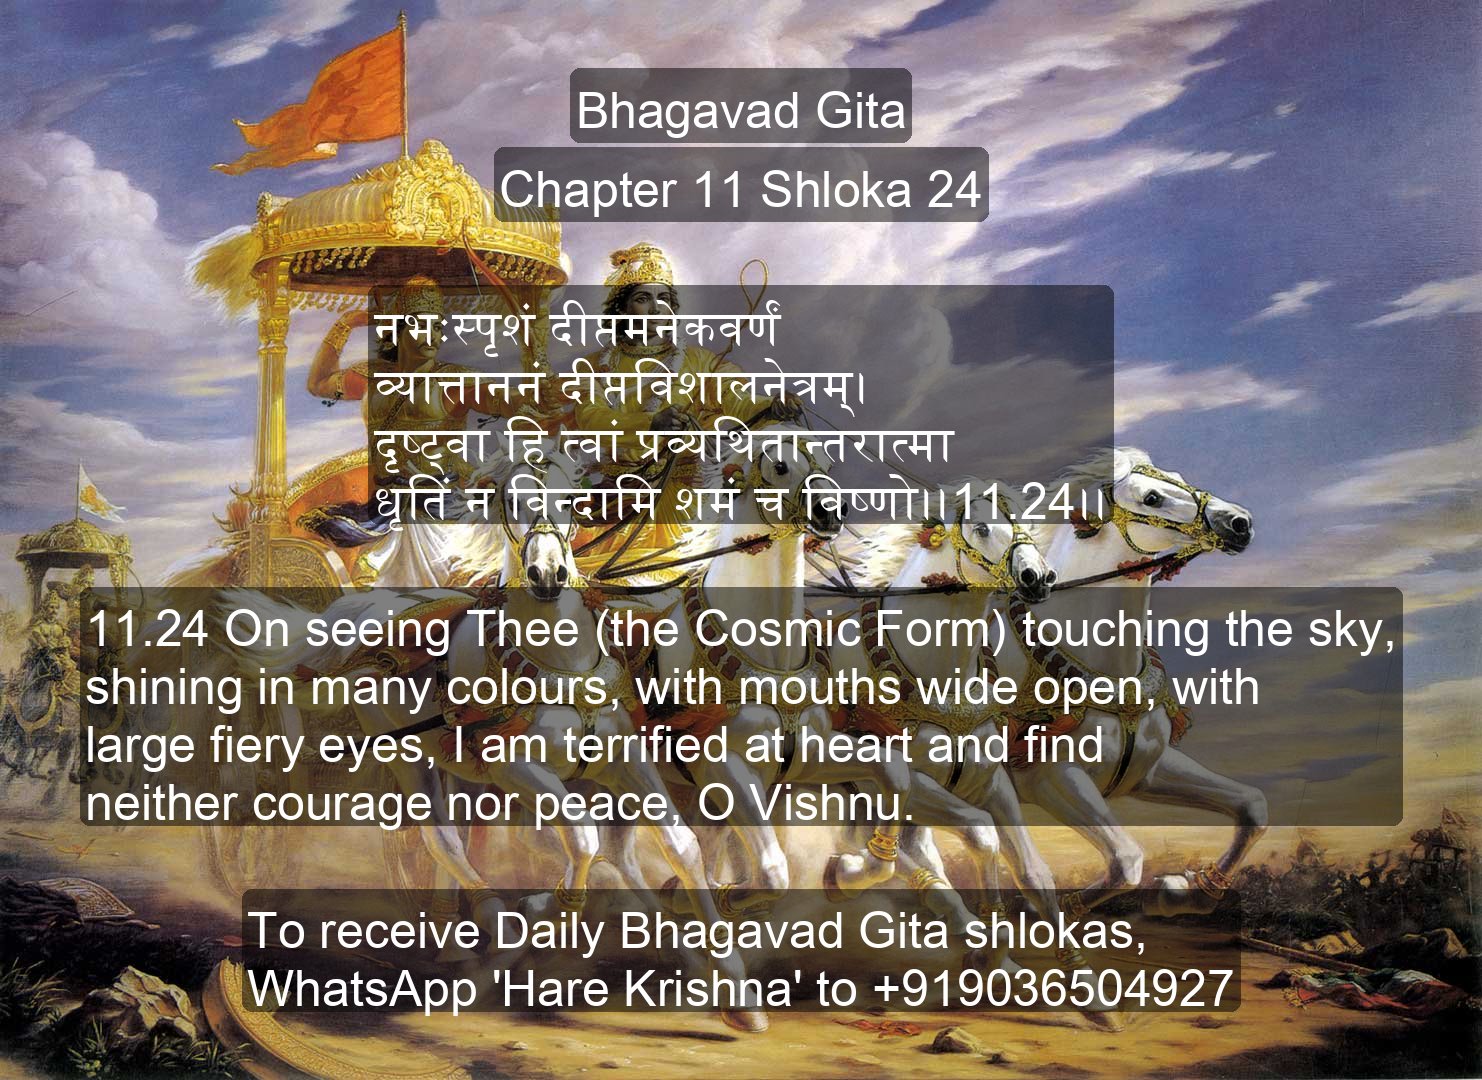 Bhagavad Gita
Chapter 11 Shloka 24
नभःस्पृशं दीप्तमनेकवर्णं
व्यात्ताननं दीप्तविशालनेत्रम्।
दृष्ट्वा हि त्वां प्रव्यथितान्तरात्मा
धृतिं न विन्दामि शमं च विष्णो।।11.24।।
11.24 On seeing Thee (the Cosmic Form) touching the sky,
shining in many colours, with mouths wide open, with
large fiery eyes, I am terrified at heart and find
neither courage nor peace, O Vishnu.
To receive Daily Bhagavad Gita shlokas,
WhatsApp 'Hare Krishna' to +919036504927